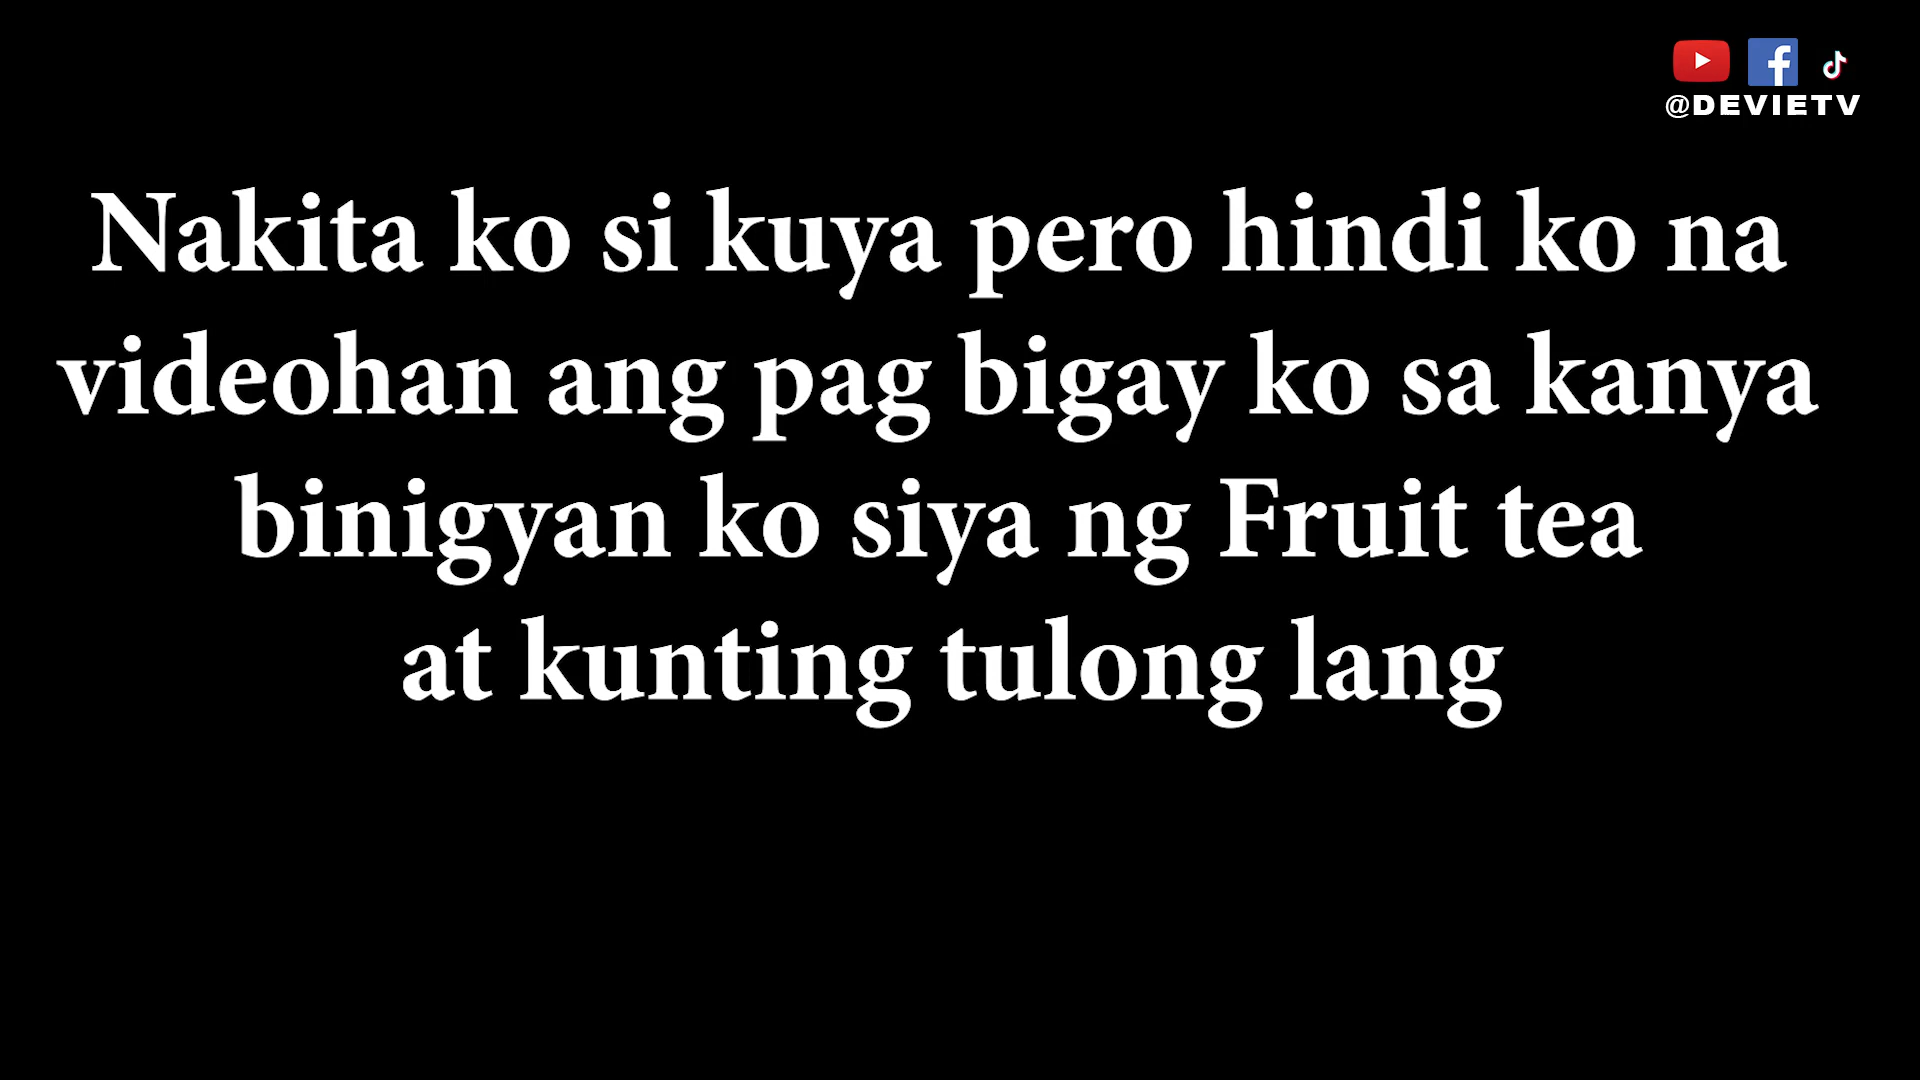 @DEVIETV
Nakita ko si kuya pero hindi ko na
videohan ang pag bigay ko sa kanya
binigyan ko siya ng Fruit tea
at kunting tulong lang